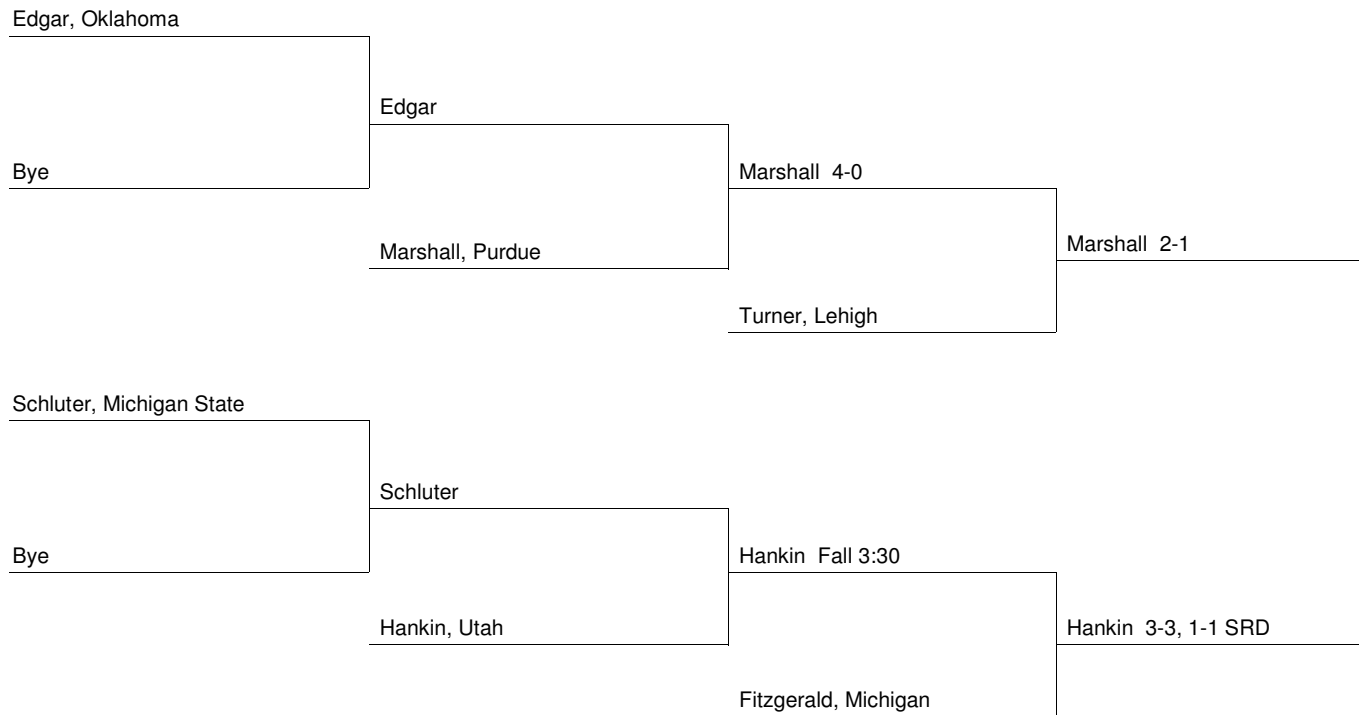 Edgar, Oklahoma
Edgar
Bye
Marshall  4-0
Marshall, Purdue
Marshall  2-1
Turner, Lehigh
Schluter, Michigan State
Schluter
Bye
Hankin  Fall 3:30
Hankin, Utah
Hankin  3-3, 1-1 SRD
Fitzgerald, Michigan